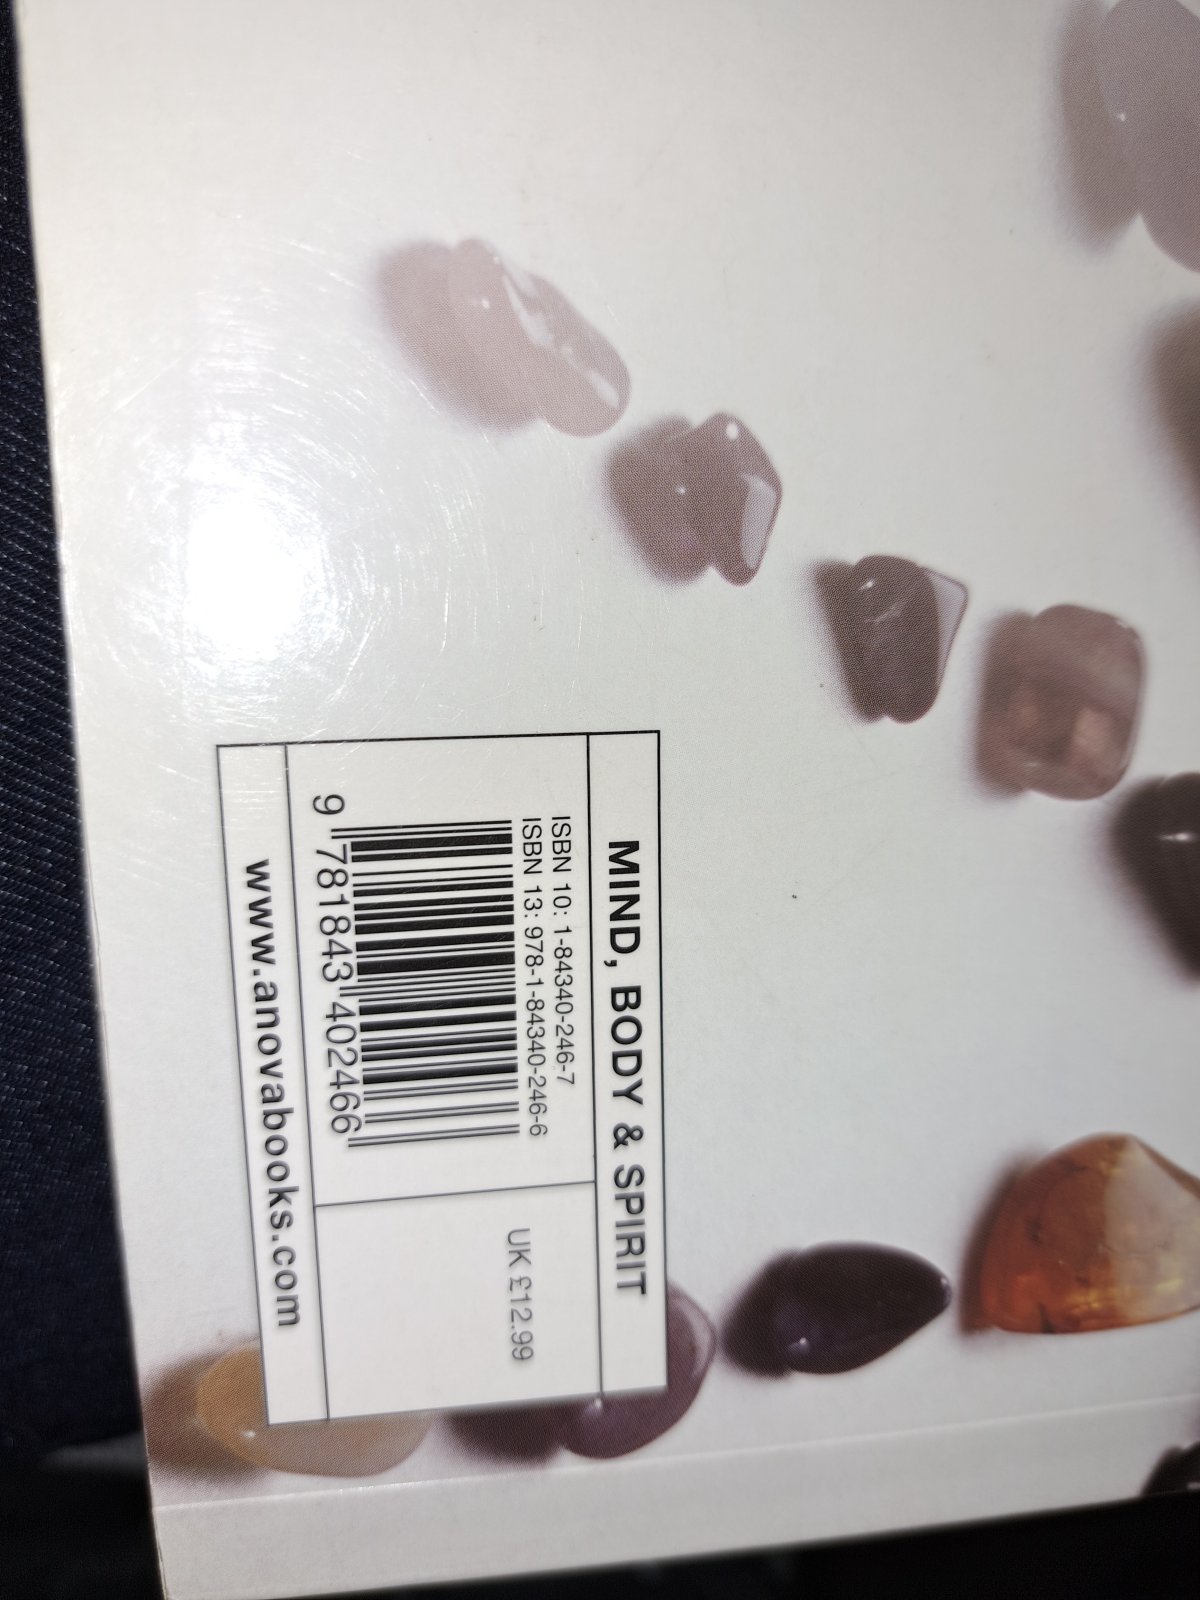 MIND, BODY & SPIRIT
ISBN 10: 1-84340-246-7
ISBN 13: 978-1-84340-246-6
UK £12.99
9 781843 402466
www.anovabooks.com